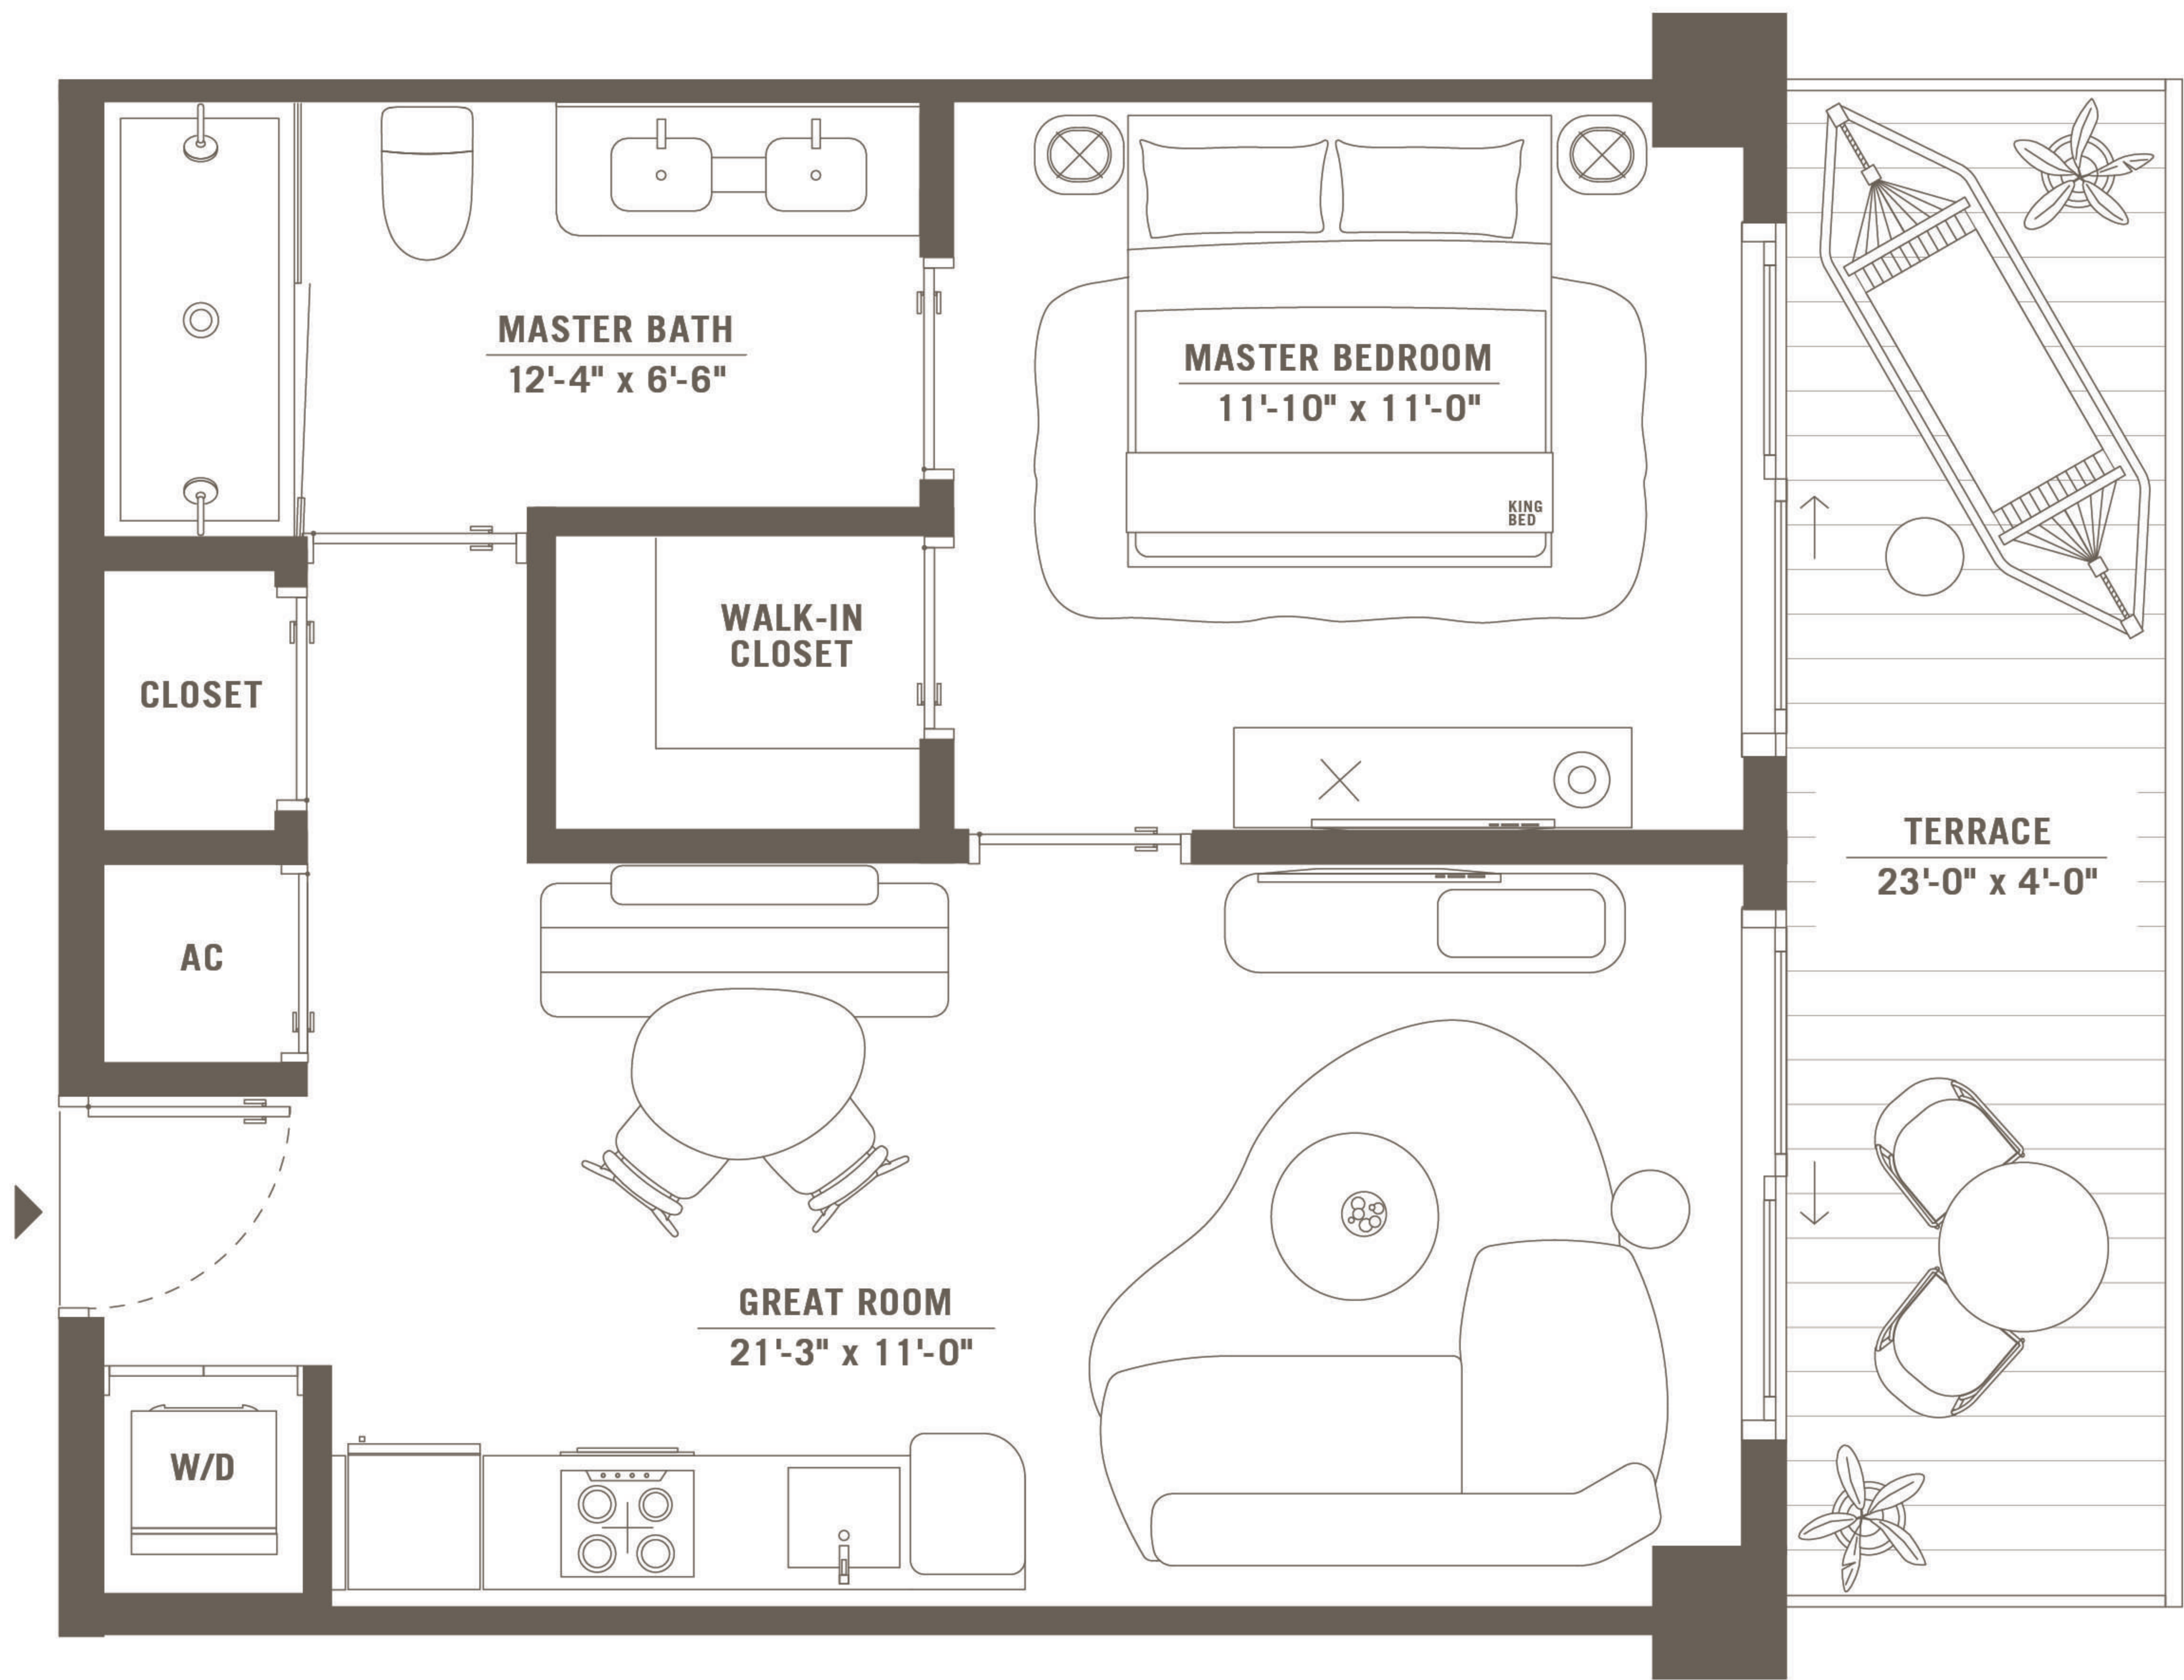 MASTER BATH
12'-4" x 6'-6"
MASTER BEDROOM
11'-10" x 11'-0"
KING
BED
WALK-IN
CLOSET
CLOSET
TERRACE
23'-0" x 4'-0"
AC
GREAT ROOM
21'-3" x 11'-0"
W/D